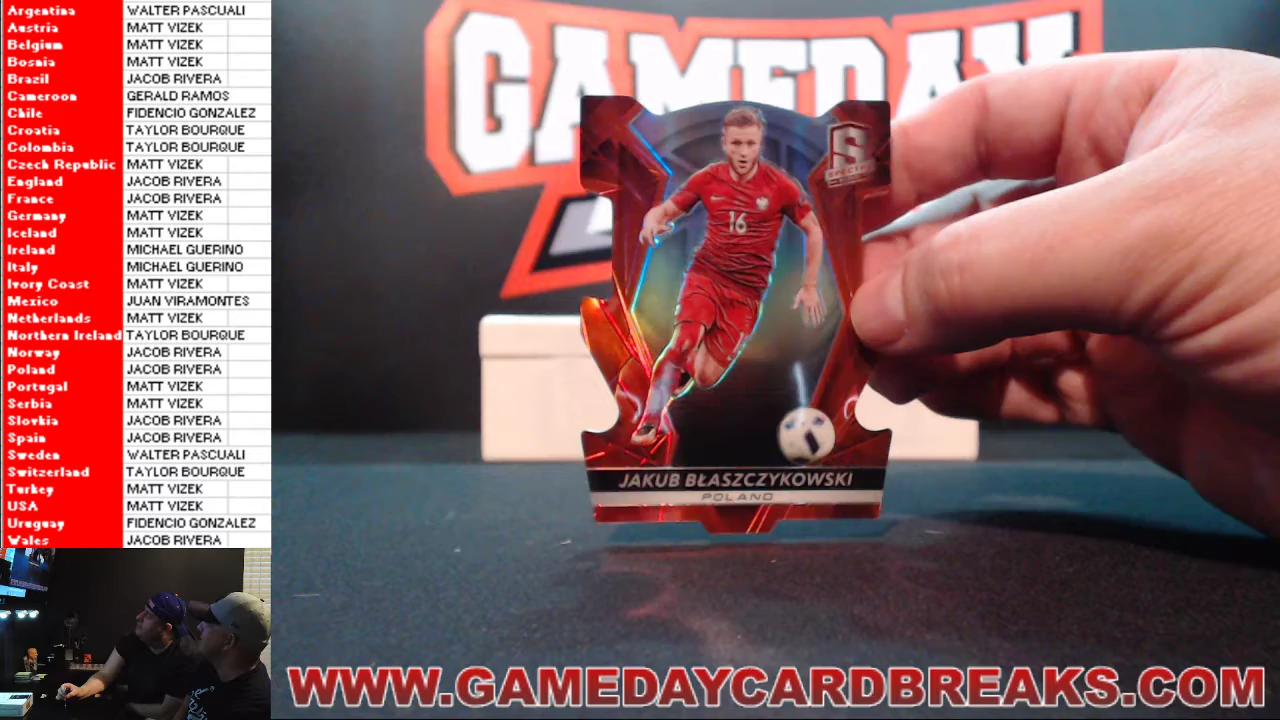 Argentina WALTER PASCUALI
Austria MATT VIZEK
Belgium MATT VIZEK
Bosnia MATT VIZEK
Brazil JACOB RIVERA
Cameroon GERALD RAMOS
Chile FIDENCIO GONZALEZ
Croatia TAYLOR BOURQUE
Colombia TAYLOR BOURQUE
Czech Republic MATT VIZEK
England JACOB RIVERA
France JACOB RIVERA
Germany MATT VIZEK
Iceland MATT VIZEK
Ireland MICHAEL GUERINO
Italy MICHAEL GUERINO
Ivory Coast MATT VIZEK
Mexico JUAN VIRAMONTES
Netherlands MATT VIZEK
Northern Ireland TAYLOR BOURQUE
Norway JACOB RIVERA
Poland JACOB RIVERA
Portugal MATT VIZEK
Serbia MATT VIZEK
Slovkia JACOB RIVERA
Spain JACOB RIVERA
Sweden WALTER PASCUALI
Switzerland TAYLOR BOURQUE
Turkey MATT VIZEK
USA MATT VIZEK
Uruguay FIDENCIO GONZALEZ
Wales JACOB RIVERA
GAMEDAY
S
16
JAKUB BŁASZCZYKOWSKI
POLAND
WWW.GAMEDAYCARDBREAKS.COM